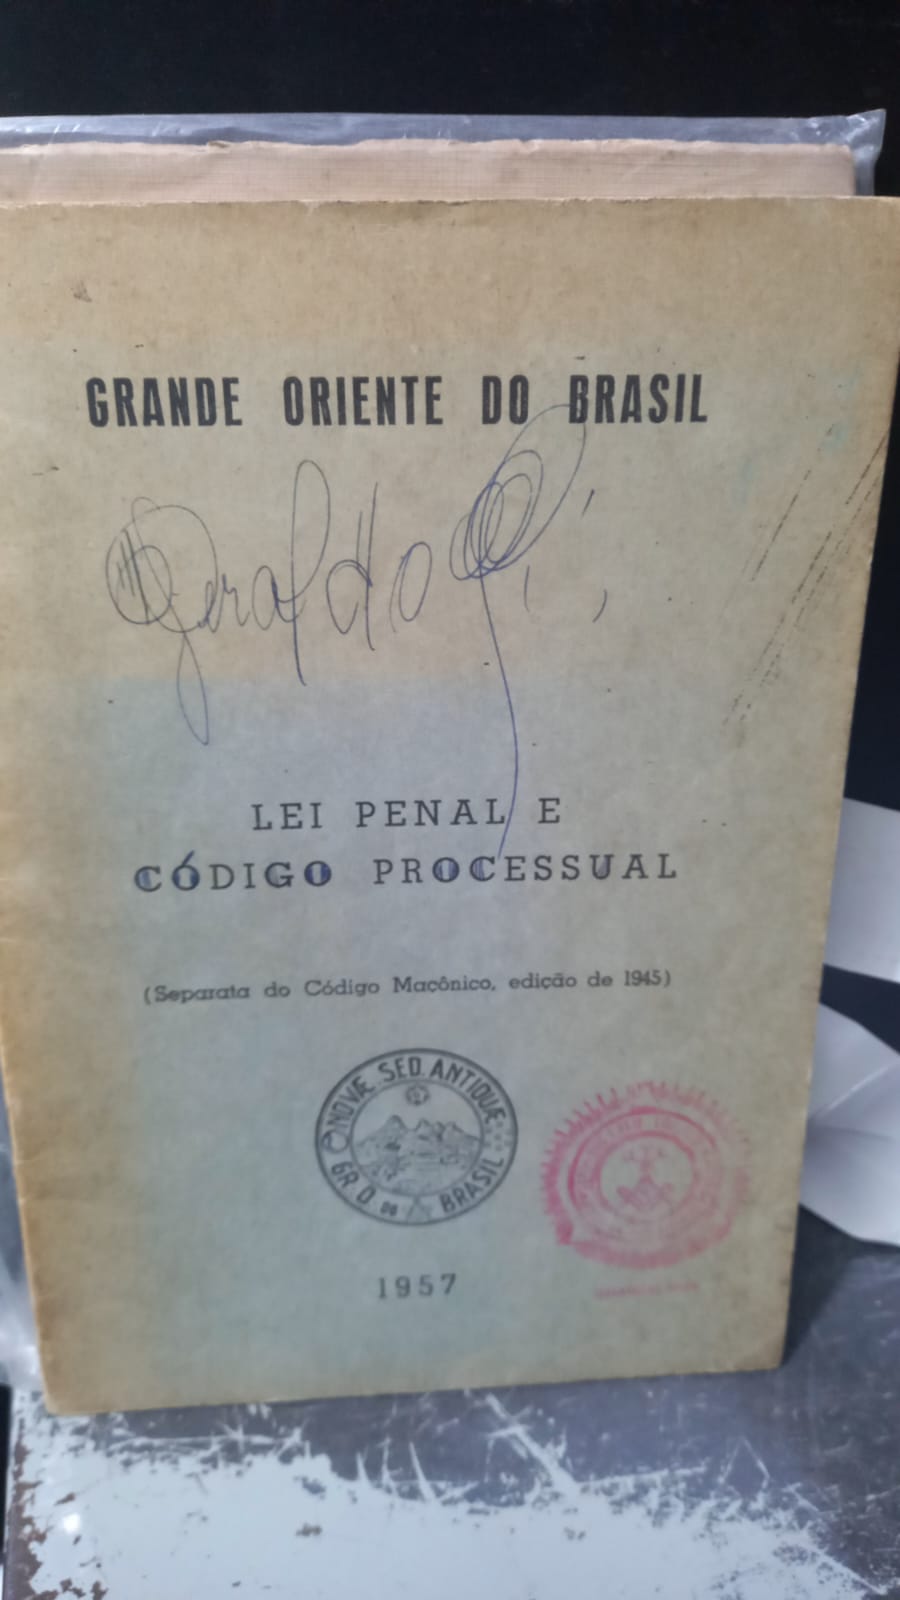 GRANDE ORIENTE DO BRASIL
Geraldo
LEI PENAL E
CÓDIGO PROCESSUAL
(Separata do Código Maçônico, edição de 1945)
NOVÆ SED ANTIQUÆ
GR. O. DO BRASIL
1957